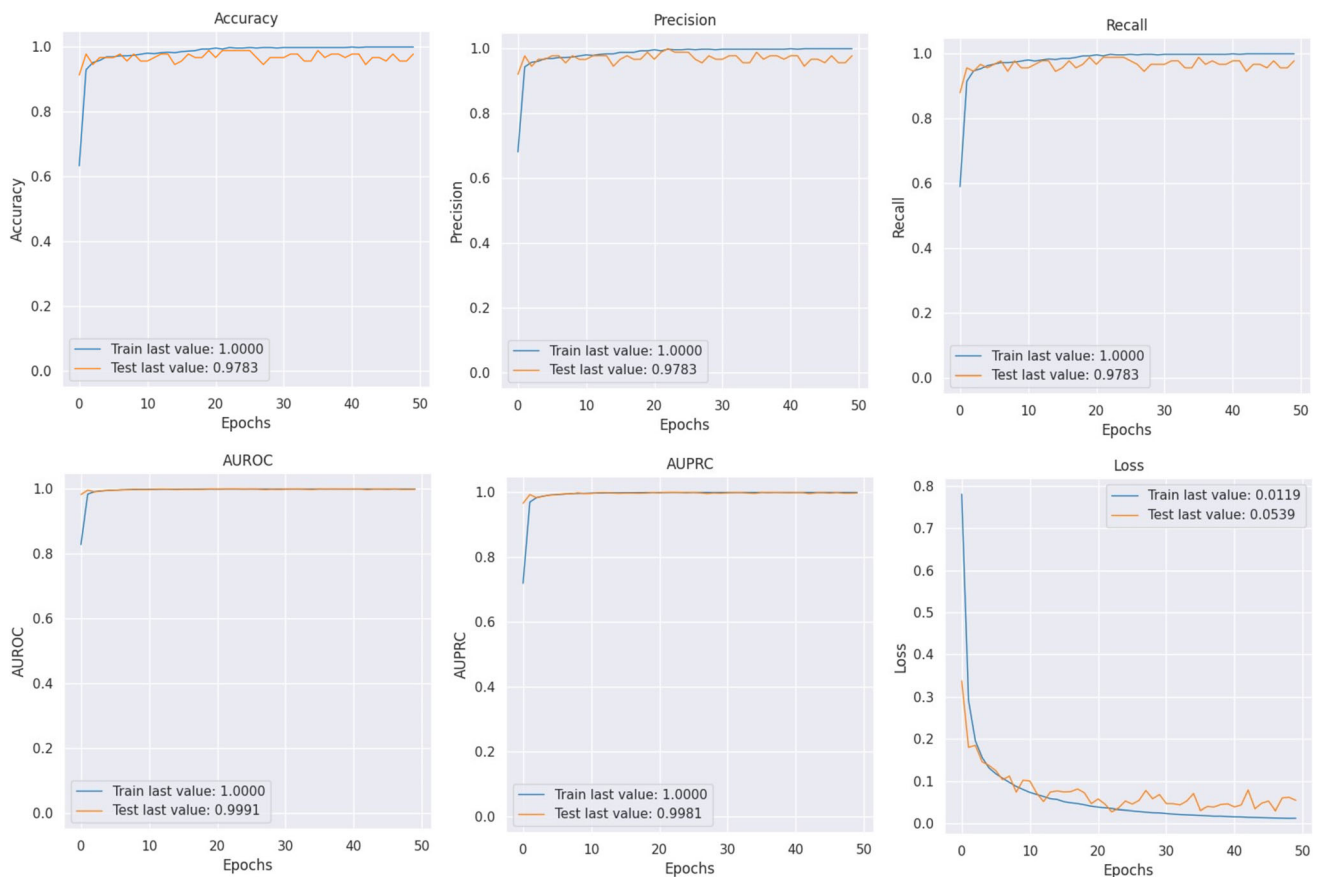 Accuracy
1.0
0.8
0.6
0.4
0.2
0.0
Accuracy
Train last value: 1.0000
Test last value: 0.9783
0 10 20 30 40 50
Epochs
Precision
1.0
0.8
0.6
0.4
0.2
0.0
Precision
Train last value: 1.0000
Test last value: 0.9783
0 10 20 30 40 50
Epochs
Recall
1.0
0.8
0.6
0.4
0.2
0.0
Recall
Train last value: 1.0000
Test last value: 0.9783
0 10 20 30 40 50
Epochs
AUROC
1.0
0.8
0.6
0.4
0.2
0.0
AUROC
Train last value: 1.0000
Test last value: 0.9991
0 10 20 30 40 50
Epochs
AUPRC
1.0
0.8
0.6
0.4
0.2
0.0
AUPRC
Train last value: 1.0000
Test last value: 0.9981
0 10 20 30 40 50
Epochs
Loss
0.8
0.7
0.6
0.5
0.4
0.3
0.2
0.1
0.0
Loss
Train last value: 0.0119
Test last value: 0.0539
0 10 20 30 40 50
Epochs